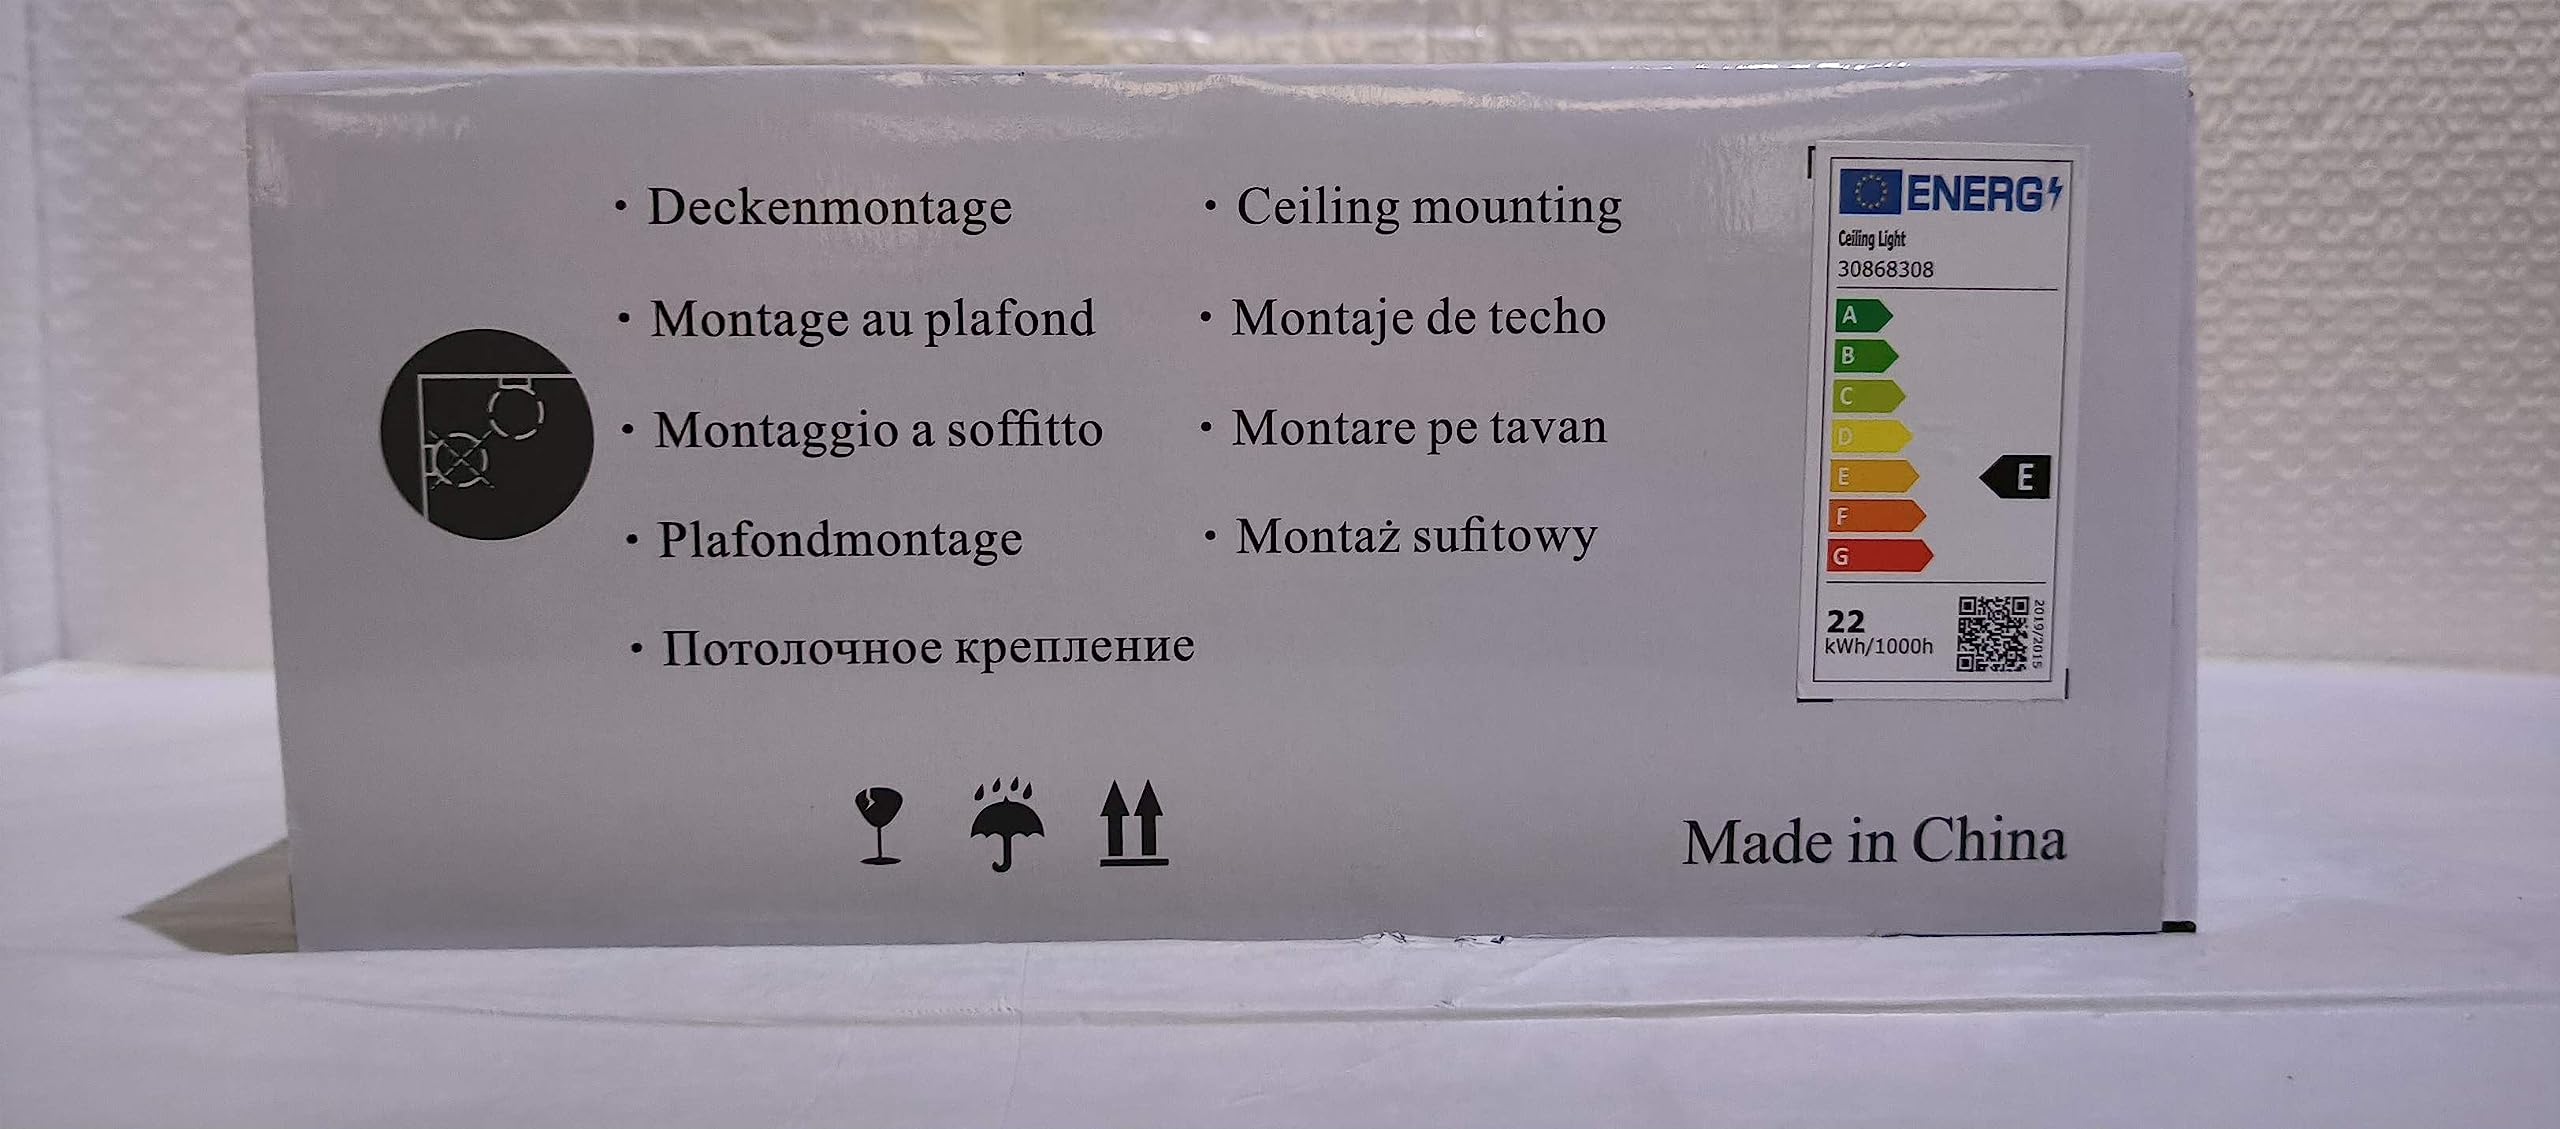 · Deckenmontage
· Montage au plafond
· Montaggio a soffitto
· Plafondmontage
· Потолочное крепление
· Ceiling mounting
· Montaje de techo
· Montare pe tavan
· Montaż sufitowy
ENERG
Ceiling Light
30868308
A
B
C
D
E
E
F
G
22
kWh/1000h
2019/2015
Made in China